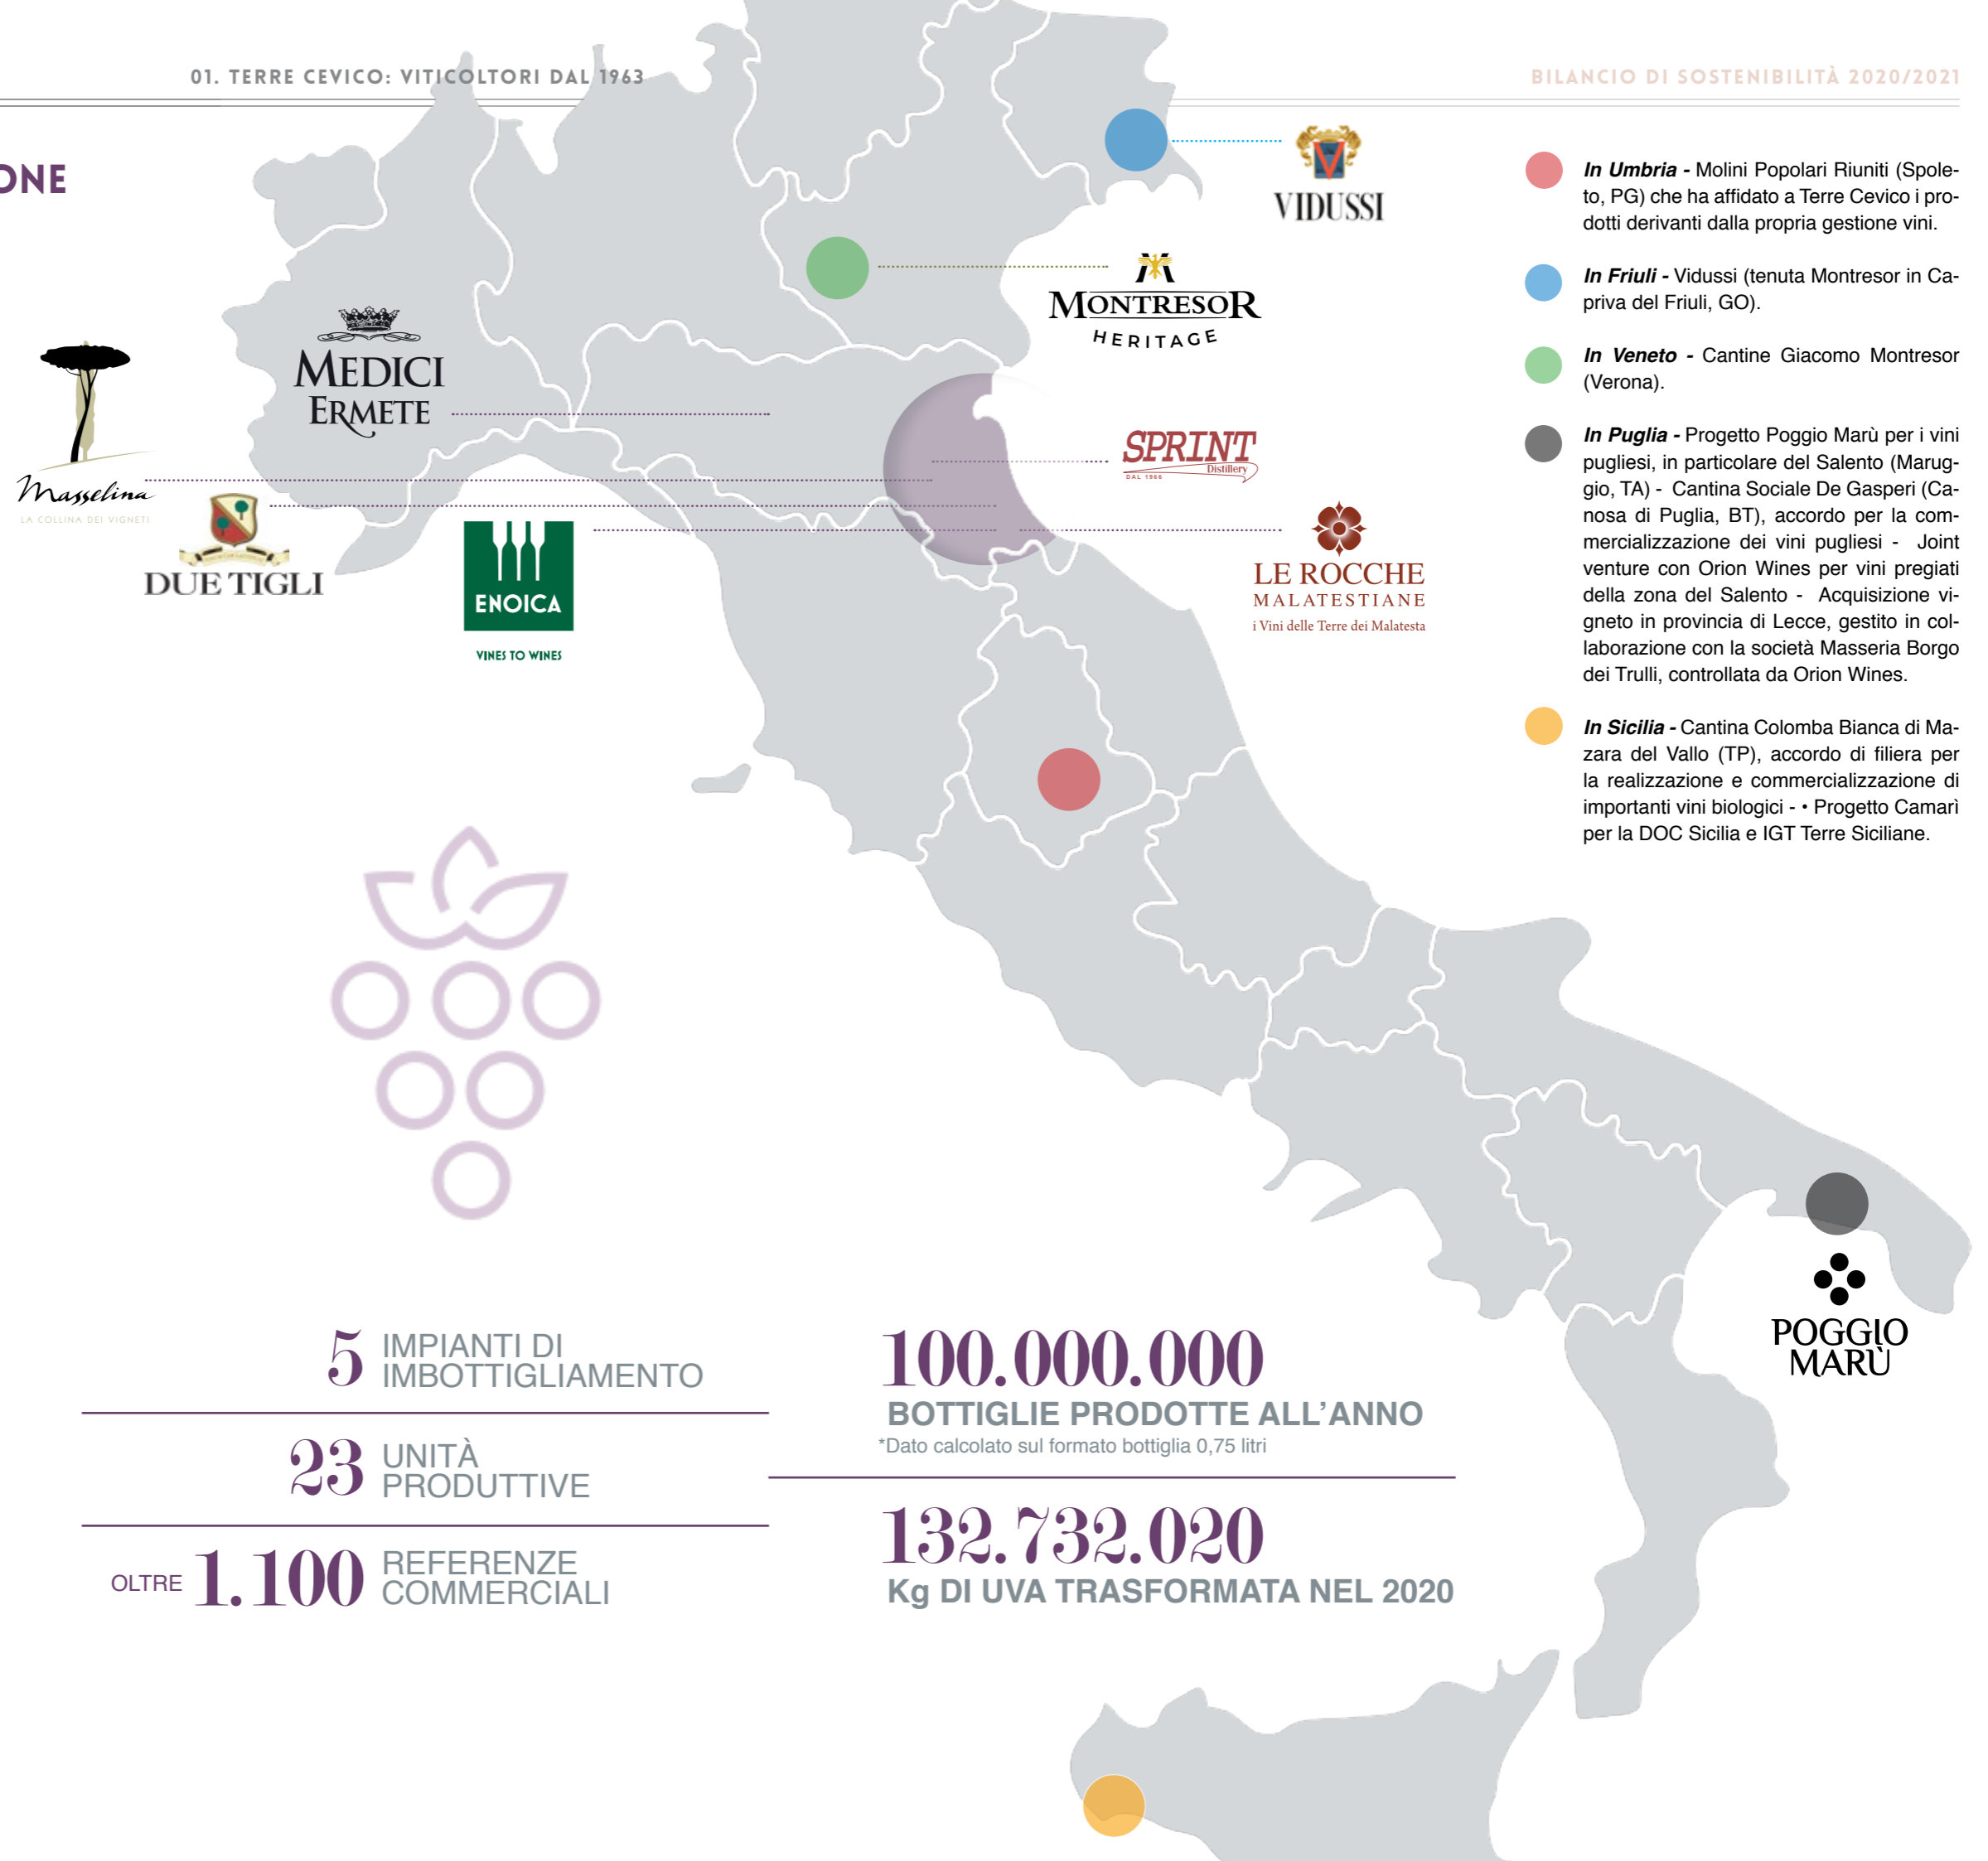 01. TERRE CEVICO: VITICOLTORI DAL 1963
BILANCIO DI SOSTENIBILITÀ 2020/2021
ONE
VIDUSSI
MONTRESOR
HERITAGE
MEDICI
ERMETE
Masselina
LA COLLINA DEI VIGNETI
DUE TIGLI
ENOICA
VINES TO WINES
SPRINT
Distillery
DAL 1966
LE ROCCHE
MALATESTIANE
i Vini delle Terre dei Malatesta
In Umbria - Molini Popolari Riuniti (Spole-
to, PG) che ha affidato a Terre Cevico i pro-
dotti derivanti dalla propria gestione vini.
In Friuli - Vidussi (tenuta Montresor in Ca-
priva del Friuli, GO).
In Veneto - Cantine Giacomo Montresor
(Verona).
In Puglia - Progetto Poggio Marù per i vini
pugliesi, in particolare del Salento (Marug-
gio, TA) - Cantina Sociale De Gasperi (Ca-
nosa di Puglia, BT), accordo per la com-
mercializzazione dei vini pugliesi - Joint
venture con Orion Wines per vini pregiati
della zona del Salento - Acquisizione vi-
gneto in provincia di Lecce, gestito in col-
laborazione con la società Masseria Borgo
dei Trulli, controllata da Orion Wines.
In Sicilia - Cantina Colomba Bianca di Ma-
zara del Vallo (TP), accordo di filiera per
la realizzazione e commercializzazione di
importanti vini biologici - • Progetto Camarì
per la DOC Sicilia e IGT Terre Siciliane.
POGGIO
MARÙ
5 IMPIANTI DI
IMBOTTIGLIAMENTO
23 UNITÀ
PRODUTTIVE
OLTRE 1.100 REFERENZE
COMMERCIALI
100.000.000
BOTTIGLIE PRODOTTE ALL'ANNO
*Dato calcolato sul formato bottiglia 0,75 litri
132.732.020
Kg DI UVA TRASFORMATA NEL 2020